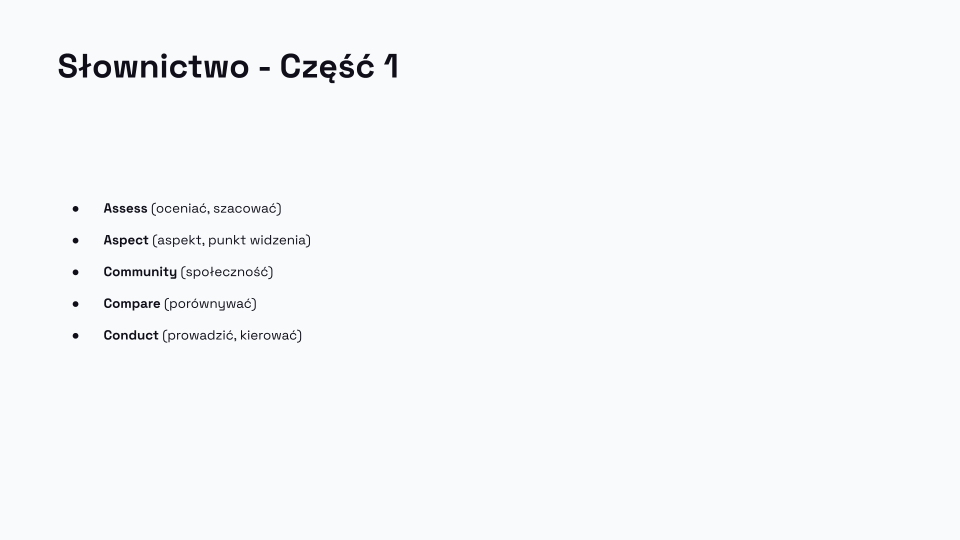 Słownictwo - Część 1
● Assess (oceniać, szacować)
● Aspect (aspekt, punkt widzenia)
● Community (społeczność)
● Compare (porównywać)
● Conduct (prowadzić, kierować)